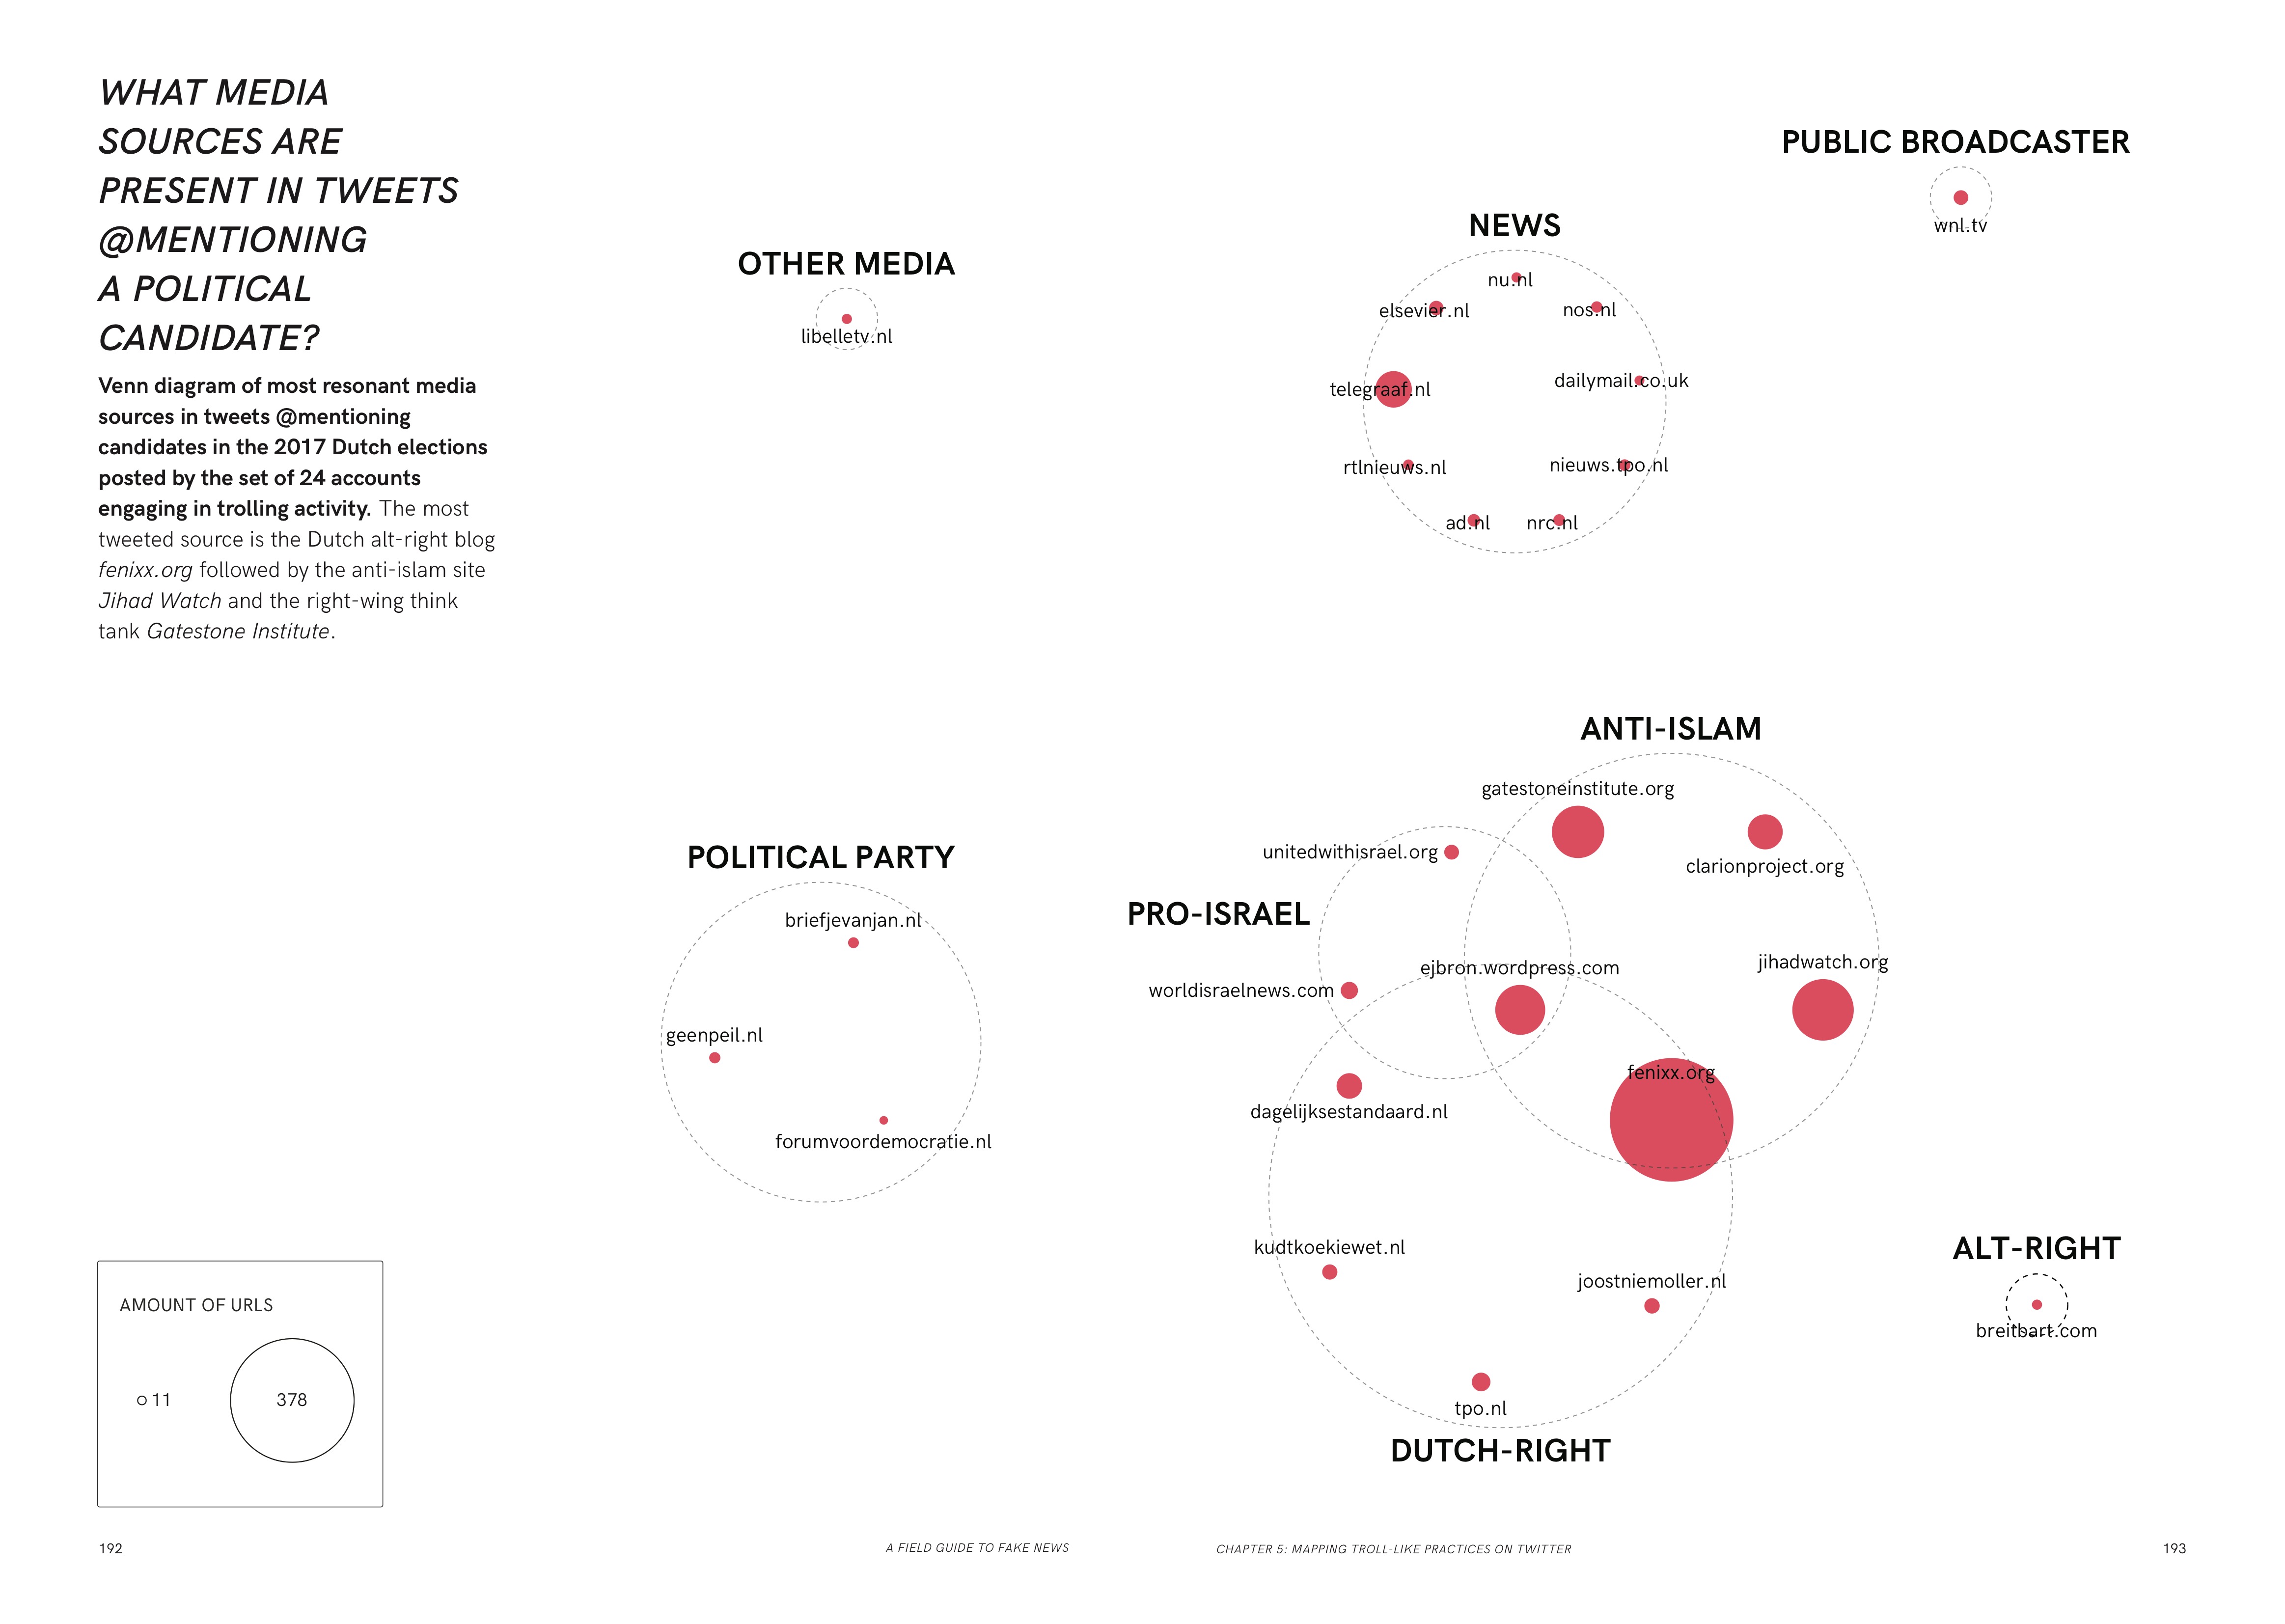 WHAT MEDIA
SOURCES ARE
PRESENT IN TWEETS
@MENTIONING
A POLITICAL
CANDIDATE?
Venn diagram of most resonant media
sources in tweets @mentioning
candidates in the 2017 Dutch elections
posted by the set of 24 accounts
engaging in trolling activity. The most
tweeted source is the Dutch alt-right blog
fenixx.org followed by the anti-islam site
Jihad Watch and the right-wing think
tank Gatestone Institute.
OTHER MEDIA
libelletv.nl
NEWS
nu.nl
elsevier.nl
nos.nl
telegraaf.nl
dailymail.co.uk
rtlnieuws.nl
nieuws.tpo.nl
ad.nl
nrc.nl
PUBLIC BROADCASTER
wnl.tv
POLITICAL PARTY
briefjevanjan.nl
geenpeil.nl
forumvoordemocratie.nl
ANTI-ISLAM
gatestoneinstitute.org
clarionproject.org
unitedwithisrael.org
PRO-ISRAEL
ejbron.wordpress.com
jihadwatch.org
worldisraelnews.com
fenixx.org
dagelijksestandaard.nl
kudtkoekiewet.nl
joostniemoller.nl
tpo.nl
DUTCH-RIGHT
ALT-RIGHT
breitbart.com
AMOUNT OF URLS
11
378
192
A FIELD GUIDE TO FAKE NEWS
CHAPTER 5: MAPPING TROLL-LIKE PRACTICES ON TWITTER
193